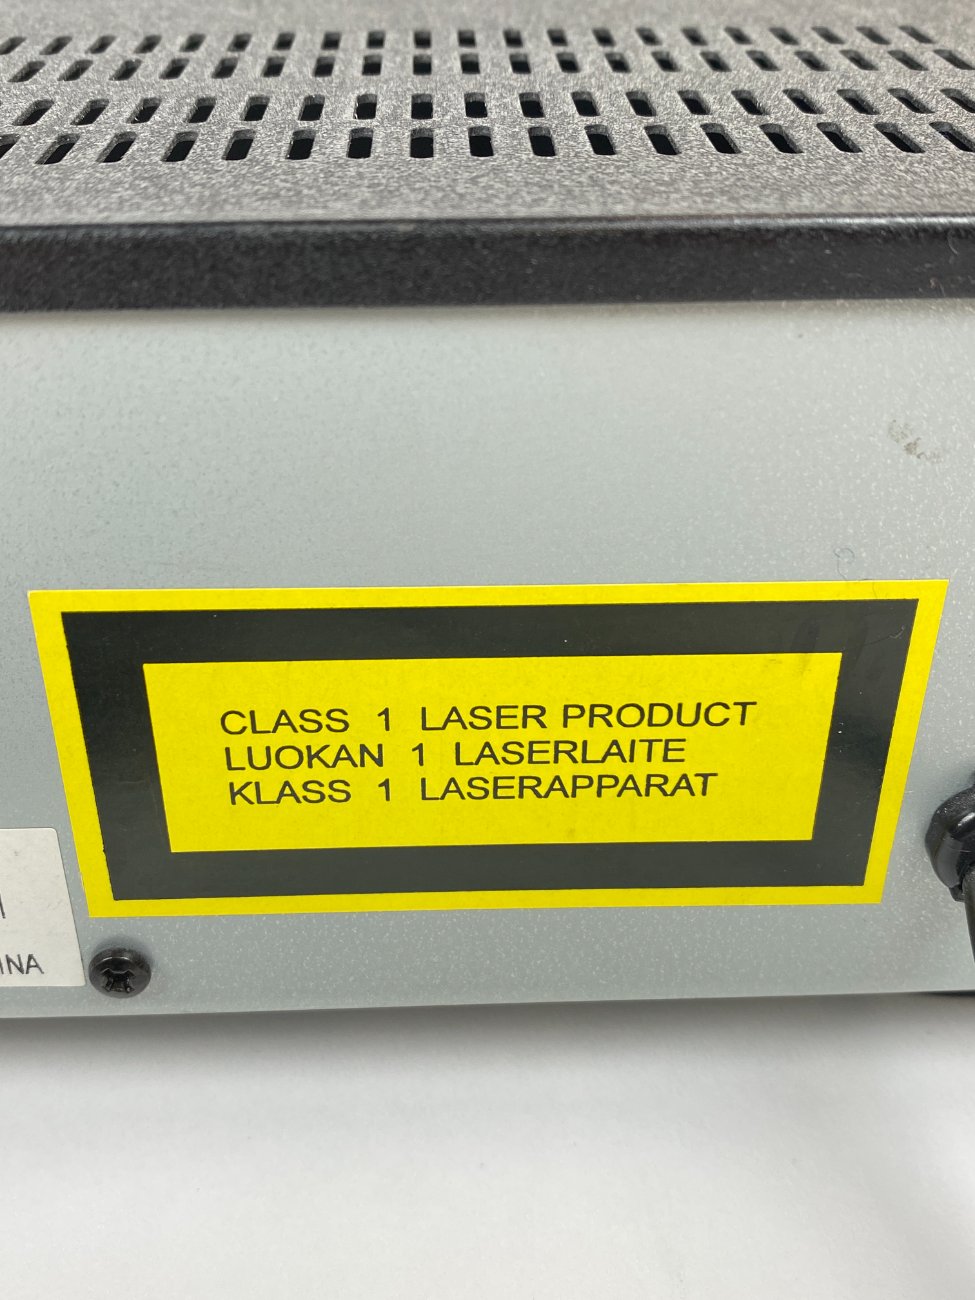 CLASS 1 LASER PRODUCT
LUOKAN 1 LASERLAITE
KLASS 1 LASERAPPARAT